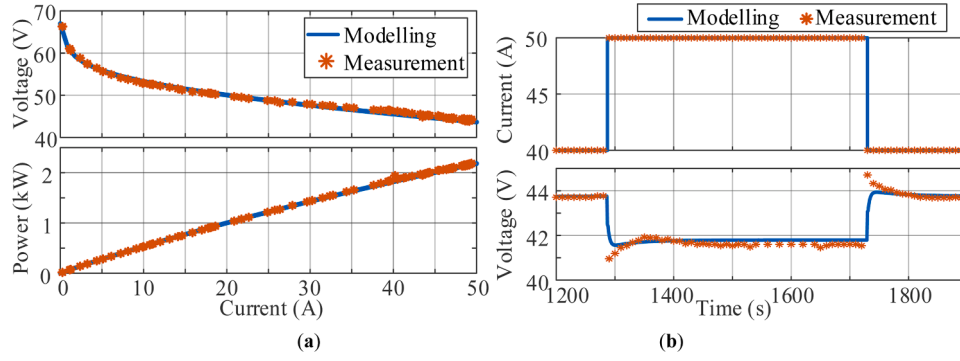 (a)
70
60
50
40
Voltage (V)
Modelling
Measurement
2
1
0
Power (kW)
0 10 20 30 40 50
Current (A)
(a)
(b)
Modelling Measurement
50
45
40
Current (A)
44
42
40
Voltage (V)
1200 1400 1600 1800
Time (s)
(b)